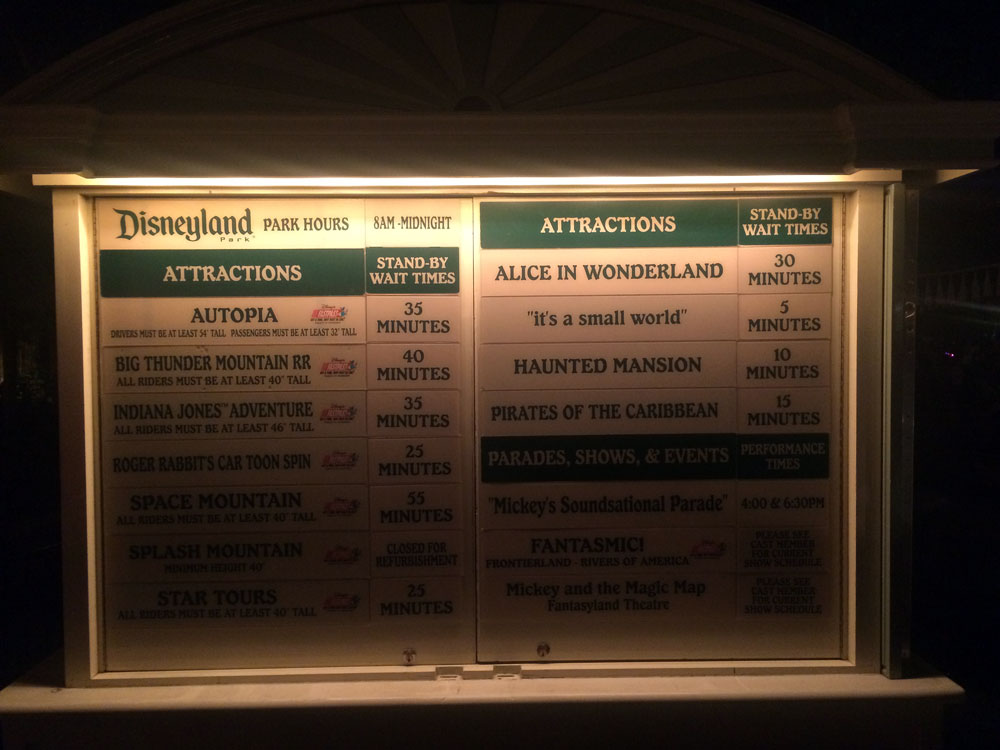 Disneyland
Park
PARK HOURS
8AM -MIDNIGHT
ATTRACTIONS
STAND-BY
WAIT TIMES
AUTOPIA
DRIVERS MUST BE AT LEAST 54" TALL PASSENGERS MUST BE AT LEAST 32" TALL
35
MINUTES
BIG THUNDER MOUNTAIN RR
ALL RIDERS MUST BE AT LEAST 40" TALL
40
MINUTES
INDIANA JONES™ ADVENTURE
ALL RIDERS MUST BE AT LEAST 46" TALL
35
MINUTES
ROGER RABBIT'S CAR TOON SPIN
25
MINUTES
SPACE MOUNTAIN
ALL RIDERS MUST BE AT LEAST 40" TALL
55
MINUTES
SPLASH MOUNTAIN
MINIMUM HEIGHT 40"
CLOSED FOR
REFURBISHMENT
STAR TOURS
ALL RIDERS MUST BE AT LEAST 40" TALL
25
MINUTES
ATTRACTIONS
STAND-BY
WAIT TIMES
ALICE IN WONDERLAND
30
MINUTES
"it's a small world"
5
MINUTES
HAUNTED MANSION
10
MINUTES
PIRATES OF THE CARIBBEAN
15
MINUTES
PARADES, SHOWS, & EVENTS
PERFORMANCE
TIMES
"Mickey's Soundsational Parade"
4:00 & 6:30PM
FANTASMIC!
FRONTIERLAND - RIVERS OF AMERICA
PLEASE SEE
CAST MEMBER
FOR CURRENT
SHOW SCHEDULE
Mickey and the Magic Map
Fantasyland Theatre
PLEASE SEE
CAST MEMBER
FOR CURRENT
SHOW SCHEDULE